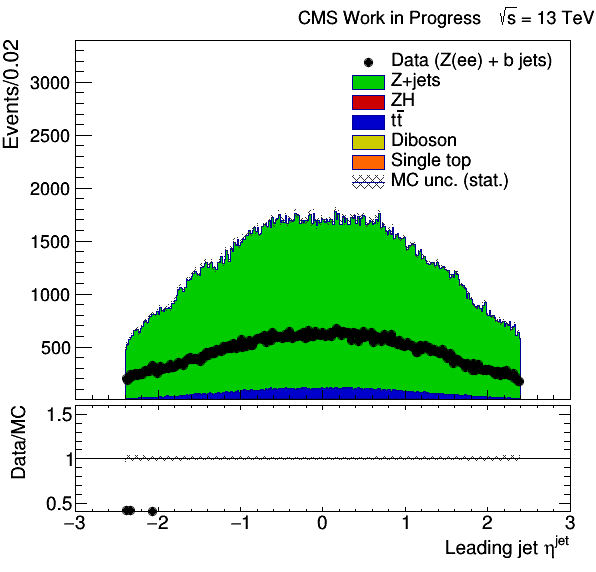 CMS Work in Progress √s = 13 TeV
Events/0.02
3000
2500
2000
1500
1000
500
Data (Z(ee) + b jets)
Z+jets
ZH
tt̄
Diboson
Single top
MC unc. (stat.)
Data/MC
1.5
1
0.5
−3 −2 −1 0 1 2 3
Leading jet η^jet